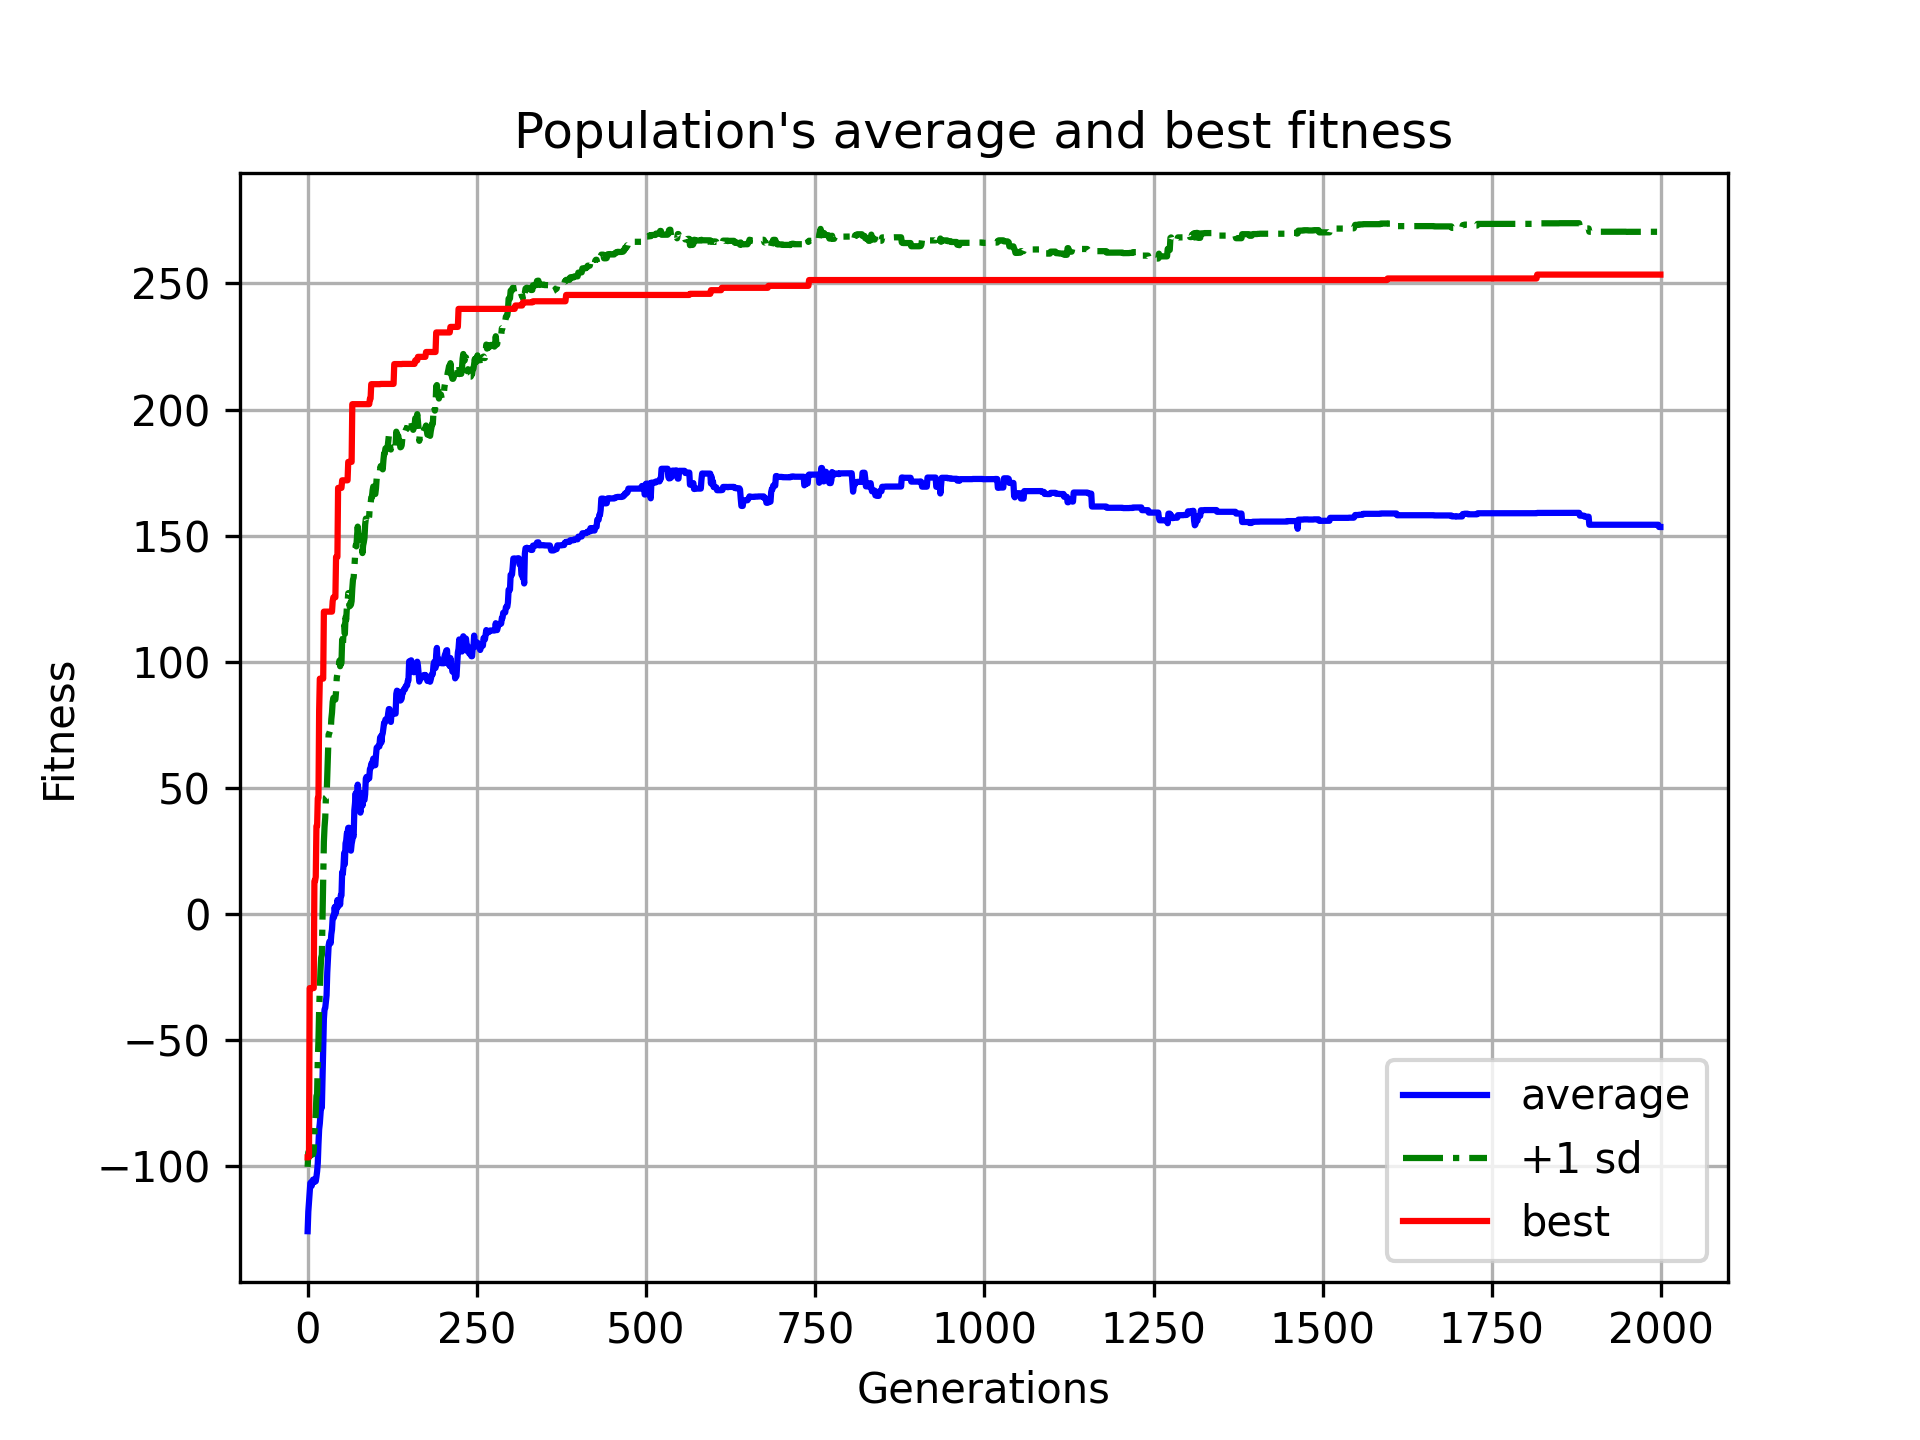 Population's average and best fitness
Fitness
250
200
150
100
50
0
−50
−100
0 250 500 750 1000 1250 1500 1750 2000
Generations
average
+1 sd
best